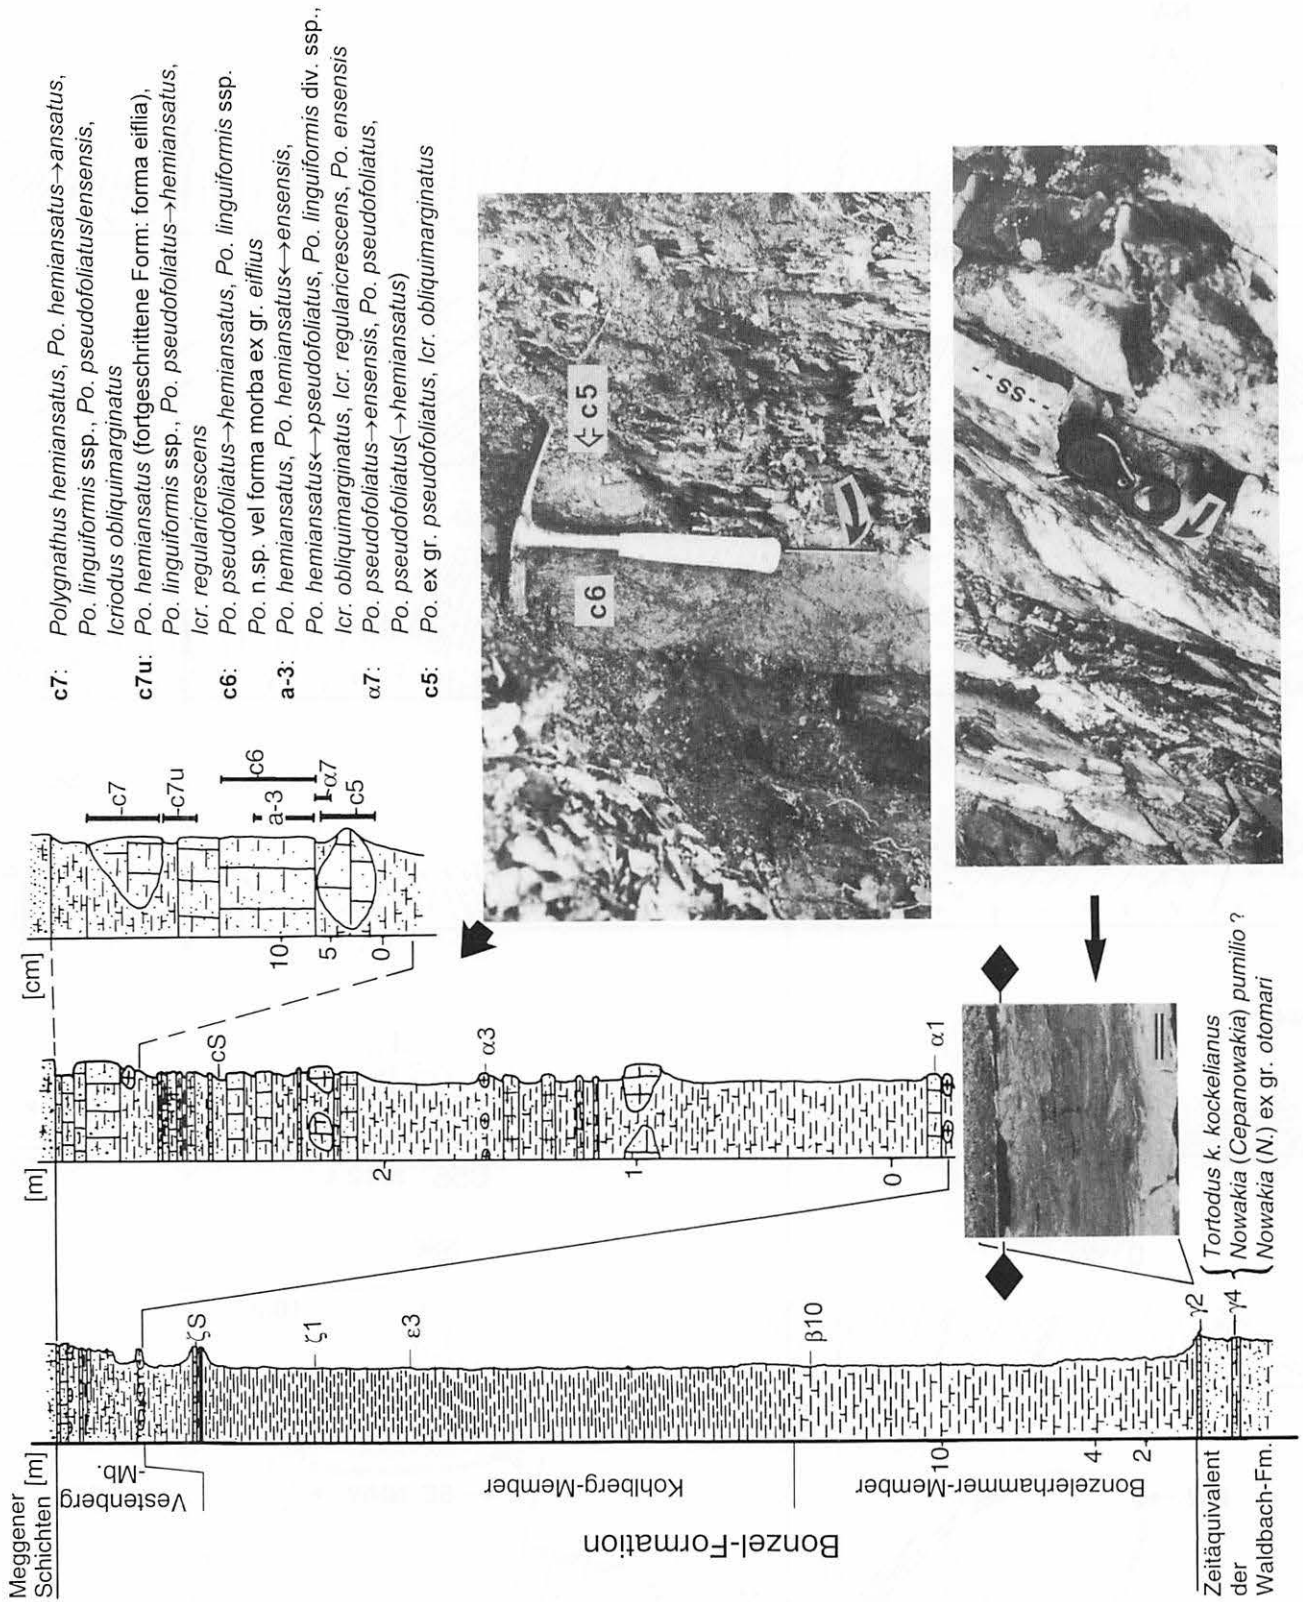 Meggener
Schichten
[m]
Vestenberg
-Mb.
Kohlberg-Member
Bonzelerhammer-Member
Bonzel-Formation
Zeitäquivalent
der
Waldbach-Fm.
10
4
2
ζS
ζ1
ε3
β10
γ2
γ4
Tortodus k. kockelianus
Nowakia (Cepanowakia) pumilio ?
Nowakia (N.) ex gr. otomari
[m]
2
1
0
cS
α3
α1
[cm]
10
5
0
c7
c7u
c6
a-3
α7
c5
c7: Polygnathus hemiansatus, Po. hemiansatus→ansatus,
Po. linguiformis ssp., Po. pseudofoliatuslensensis,
Icriodus obliquimarginatus
c7u: Po. hemiansatus (fortgeschrittene Form: forma eiflia),
Po. linguiformis ssp., Po. pseudofoliatus→hemiansatus,
Icr. regularicrescens
c6: Po. pseudofoliatus→hemiansatus, Po. linguiformis ssp.
Po. n.sp. vel forma morba ex gr. eiflius
a-3: Po. hemiansatus, Po. hemiansatus←→ensensis,
Po. hemiansatus←→pseudofoliatus, Po. linguiformis div. ssp.,
Icr. obliquimarginatus, Icr. regularicrescens, Po. ensensis
α7: Po. pseudofoliatus→ensensis, Po. pseudofoliatus,
Po. pseudofoliatus(→hemiansatus)
c5: Po. ex gr. pseudofoliatus, Icr. obliquimarginatus
c6
c5
--SS--